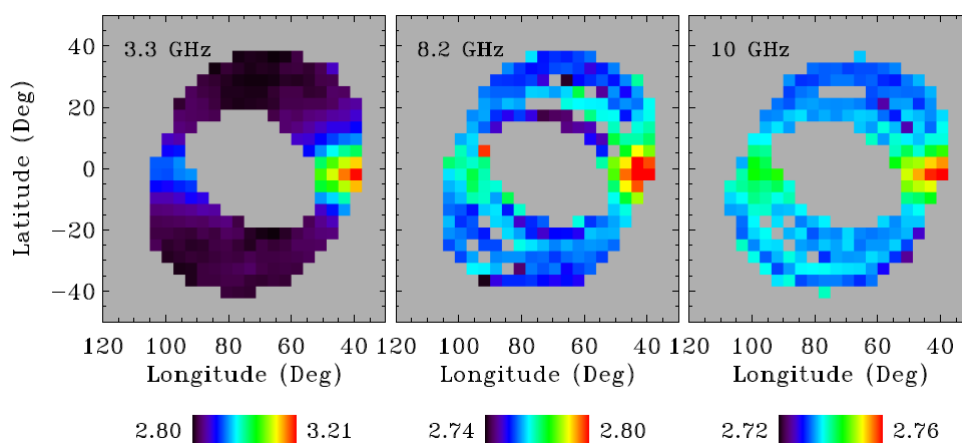 3.3 GHz 8.2 GHz 10 GHz
40
20
0
−20
−40
Latitude (Deg)
120 100 80 60 40 120 100 80 60 40 120 100 80 60 40
Longitude (Deg) Longitude (Deg) Longitude (Deg)
2.80 3.21 2.74 2.80 2.72 2.76